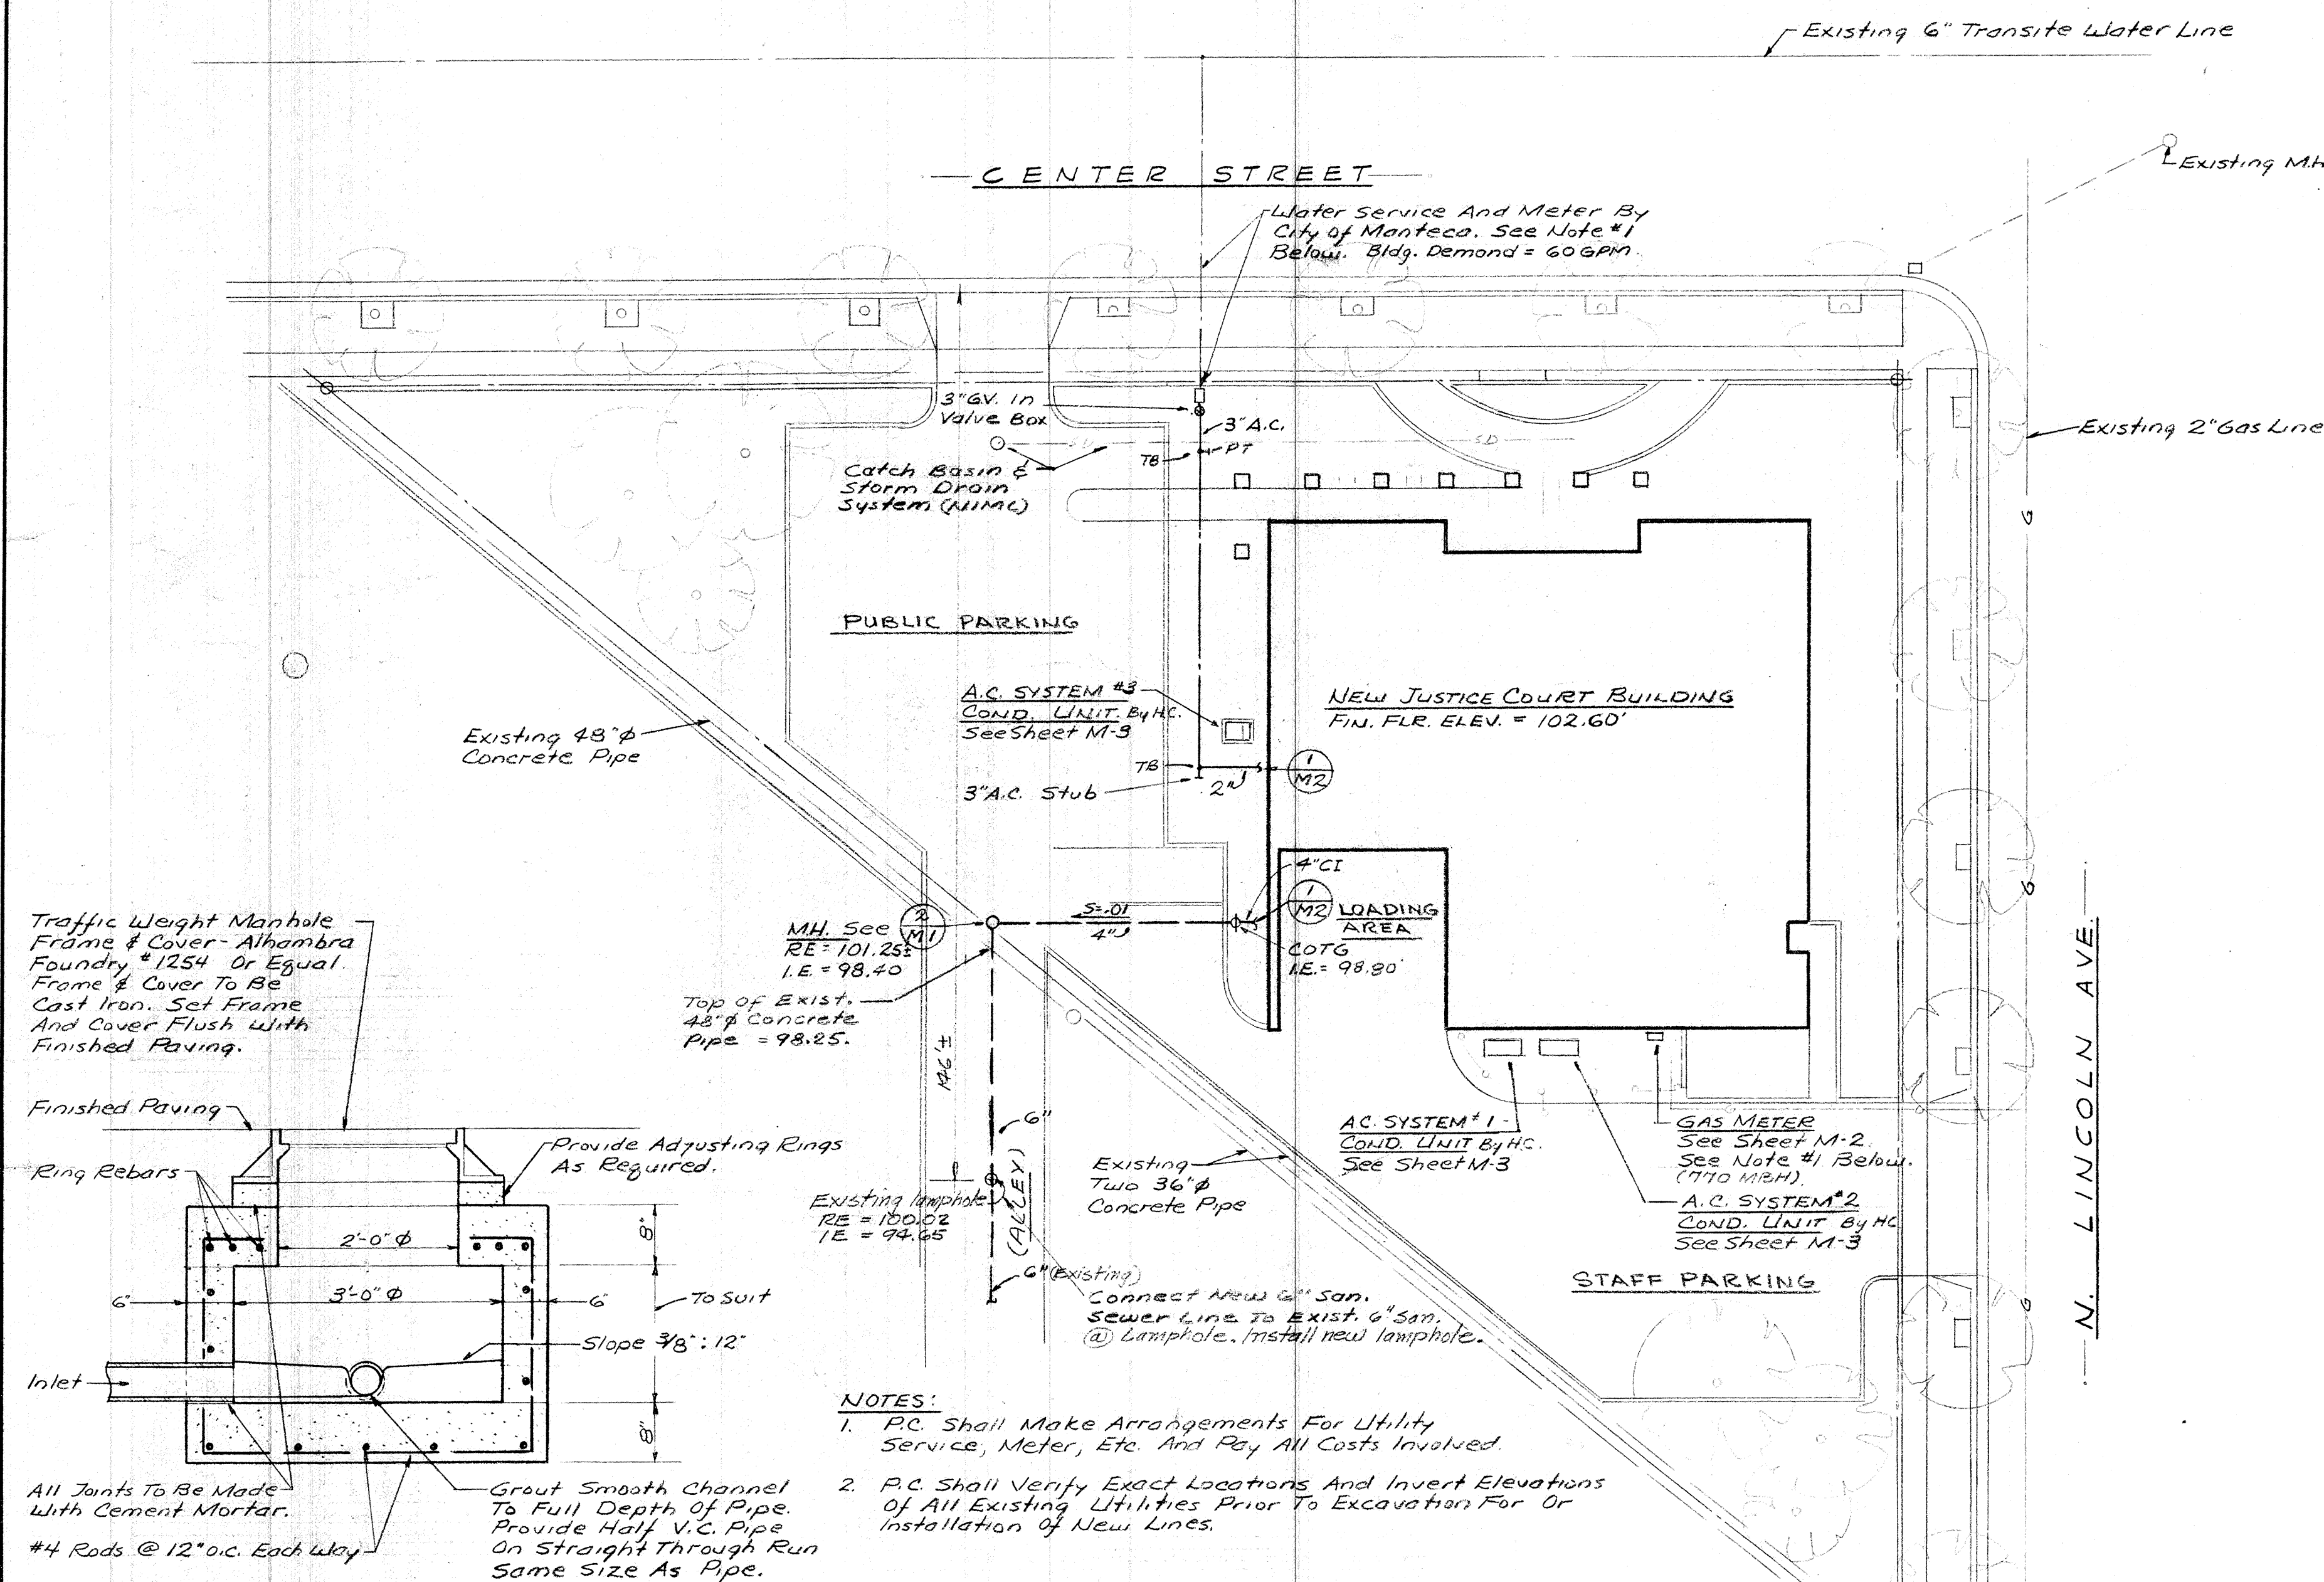 Existing 6" Transite Water Line
Existing M.H
CENTER STREET
Water Service And Meter By
City of Manteca. See Note #1
Below. Bldg. Demand = 60 GPM.
3" G.V. In
Valve Box
3" A.C.
PT
TB
SD
SD
Existing 2" Gas Line
G
Catch Basin &
Storm Drain
System (NIMC)
PUBLIC PARKING
A.C. SYSTEM #3
COND. UNIT. By H.C.
See Sheet M-3
NEW JUSTICE COURT BUILDING
FIN. FLR. ELEV. = 102.60'
Existing 48" Ø
Concrete Pipe
TB
1
M2
2"
3" A.C. Stub
G
4" CI
1
M2
LOADING
AREA
S=.01
4"
COTG
I.E. = 98.80'
M.H. See
2
M1
RE = 101.25±
I.E. = 98.40
Top of Exist.
48" Ø Concrete
Pipe = 98.25.
Traffic Weight Manhole
Frame & Cover - Alhambra
Foundry #1254 Or Equal.
Frame & Cover To Be
Cast Iron. Set Frame
And Cover Flush With
Finished Paving.
146'±
6"
(ALLEY)
N. LINCOLN AVE.
Finished Paving
Provide Adjusting Rings
As Required.
Ring Rebars
A.C. SYSTEM #1
COND. UNIT By H.C.
See Sheet M-3
GAS METER
See Sheet M-2.
See Note #1 Below.
(770 MBH).
A.C. SYSTEM #2
COND. UNIT By HC
See Sheet M-3
Existing
Two 36" Ø
Concrete Pipe
Existing lamphole
RE = 100.02
IE = 94.65
2'-0" Ø
8"
3'-0" Ø
6"
6"
To Suit
Slope 3/8" : 12"
Inlet
8"
6" (Existing)
Connect New 6" San.
Sewer Line To Exist. 6" San.
@ Lamphole. Install new lamphole.
STAFF PARKING
G
All Joints To Be Made
With Cement Mortar.
#4 Rods @ 12" o.c. Each Way
Grout Smooth Channel
To Full Depth Of Pipe.
Provide Half V.C. Pipe
On Straight Through Run
Same Size As Pipe.
NOTES:
1. P.C. Shall Make Arrangements For Utility
Service, Meter, Etc. And Pay All Costs Involved.
2. P.C. Shall Verify Exact Locations And Invert Elevations
Of All Existing Utilities Prior To Excavation For Or
Installation Of New Lines.